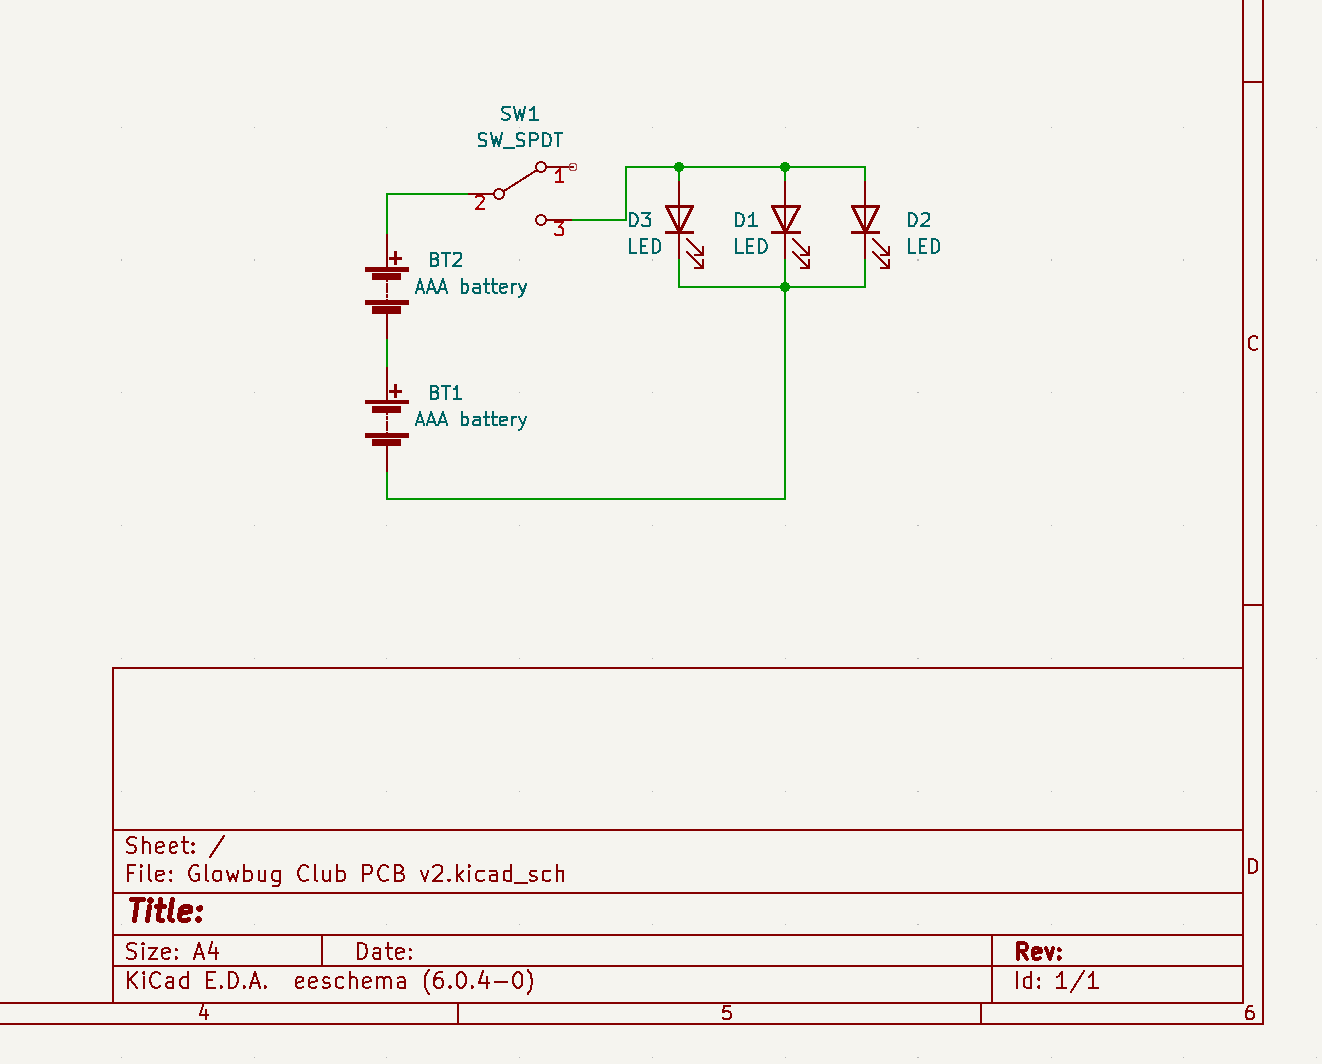 SW1
SW_SPDT
1
2
3
D3
LED
D1
LED
D2
LED
+
BT2
AAA battery
+
BT1
AAA battery
C
Sheet: /
File: Glowbug Club PCB v2.kicad_sch
D
Title:
Size: A4
Date:
Rev:
KiCad E.D.A. eeschema (6.0.4-0)
Id: 1/1
4
5
6